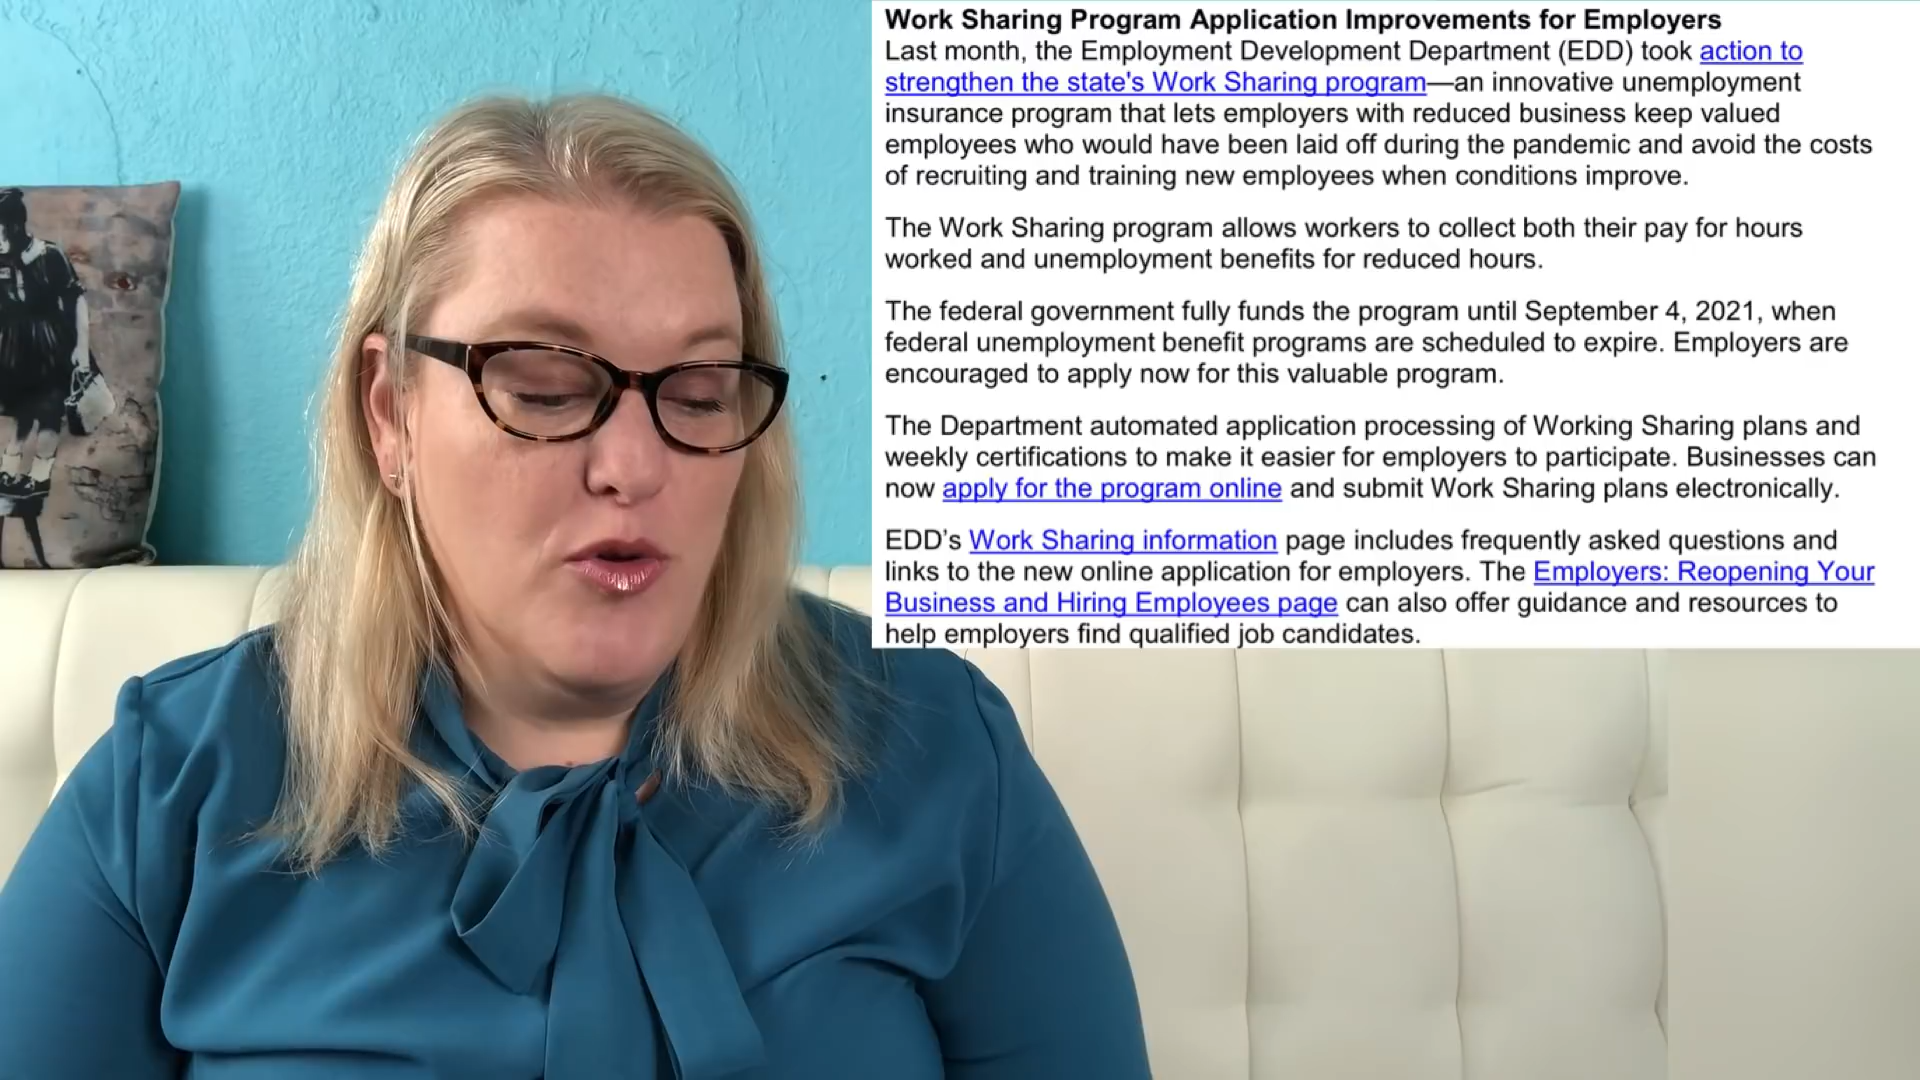 Work Sharing Program Application Improvements for Employers
Last month, the Employment Development Department (EDD) took action to
strengthen the state's Work Sharing program—an innovative unemployment
insurance program that lets employers with reduced business keep valued
employees who would have been laid off during the pandemic and avoid the costs
of recruiting and training new employees when conditions improve.
The Work Sharing program allows workers to collect both their pay for hours
worked and unemployment benefits for reduced hours.
The federal government fully funds the program until September 4, 2021, when
federal unemployment benefit programs are scheduled to expire. Employers are
encouraged to apply now for this valuable program.
The Department automated application processing of Working Sharing plans and
weekly certifications to make it easier for employers to participate. Businesses can
now apply for the program online and submit Work Sharing plans electronically.
EDD’s Work Sharing information page includes frequently asked questions and
links to the new online application for employers. The Employers: Reopening Your
Business and Hiring Employees page can also offer guidance and resources to
help employers find qualified job candidates.